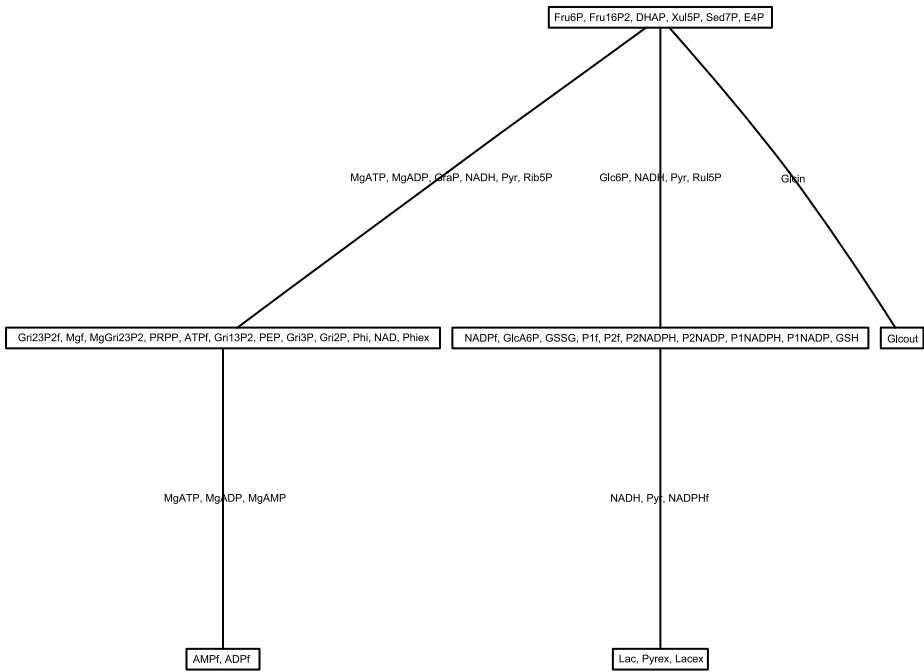 Fru6P, Fru16P2, DHAP, Xul5P, Sed7P, E4P
MgATP, MgADP, GraP, NADH, Pyr, Rib5P
Glc6P, NADH, Pyr, Rul5P
Glcin
Gri23P2f, Mgf, MgGri23P2, PRPP, ATPf, Gri13P2, PEP, Gri3P, Gri2P, Phi, NAD, Phiex
NADPf, GlcA6P, GSSG, P1f, P2f, P2NADPH, P2NADP, P1NADPH, P1NADP, GSH
Glcout
MgATP, MgADP, MgAMP
NADH, Pyr, NADPHf
AMPf, ADPf
Lac, Pyrex, Lacex